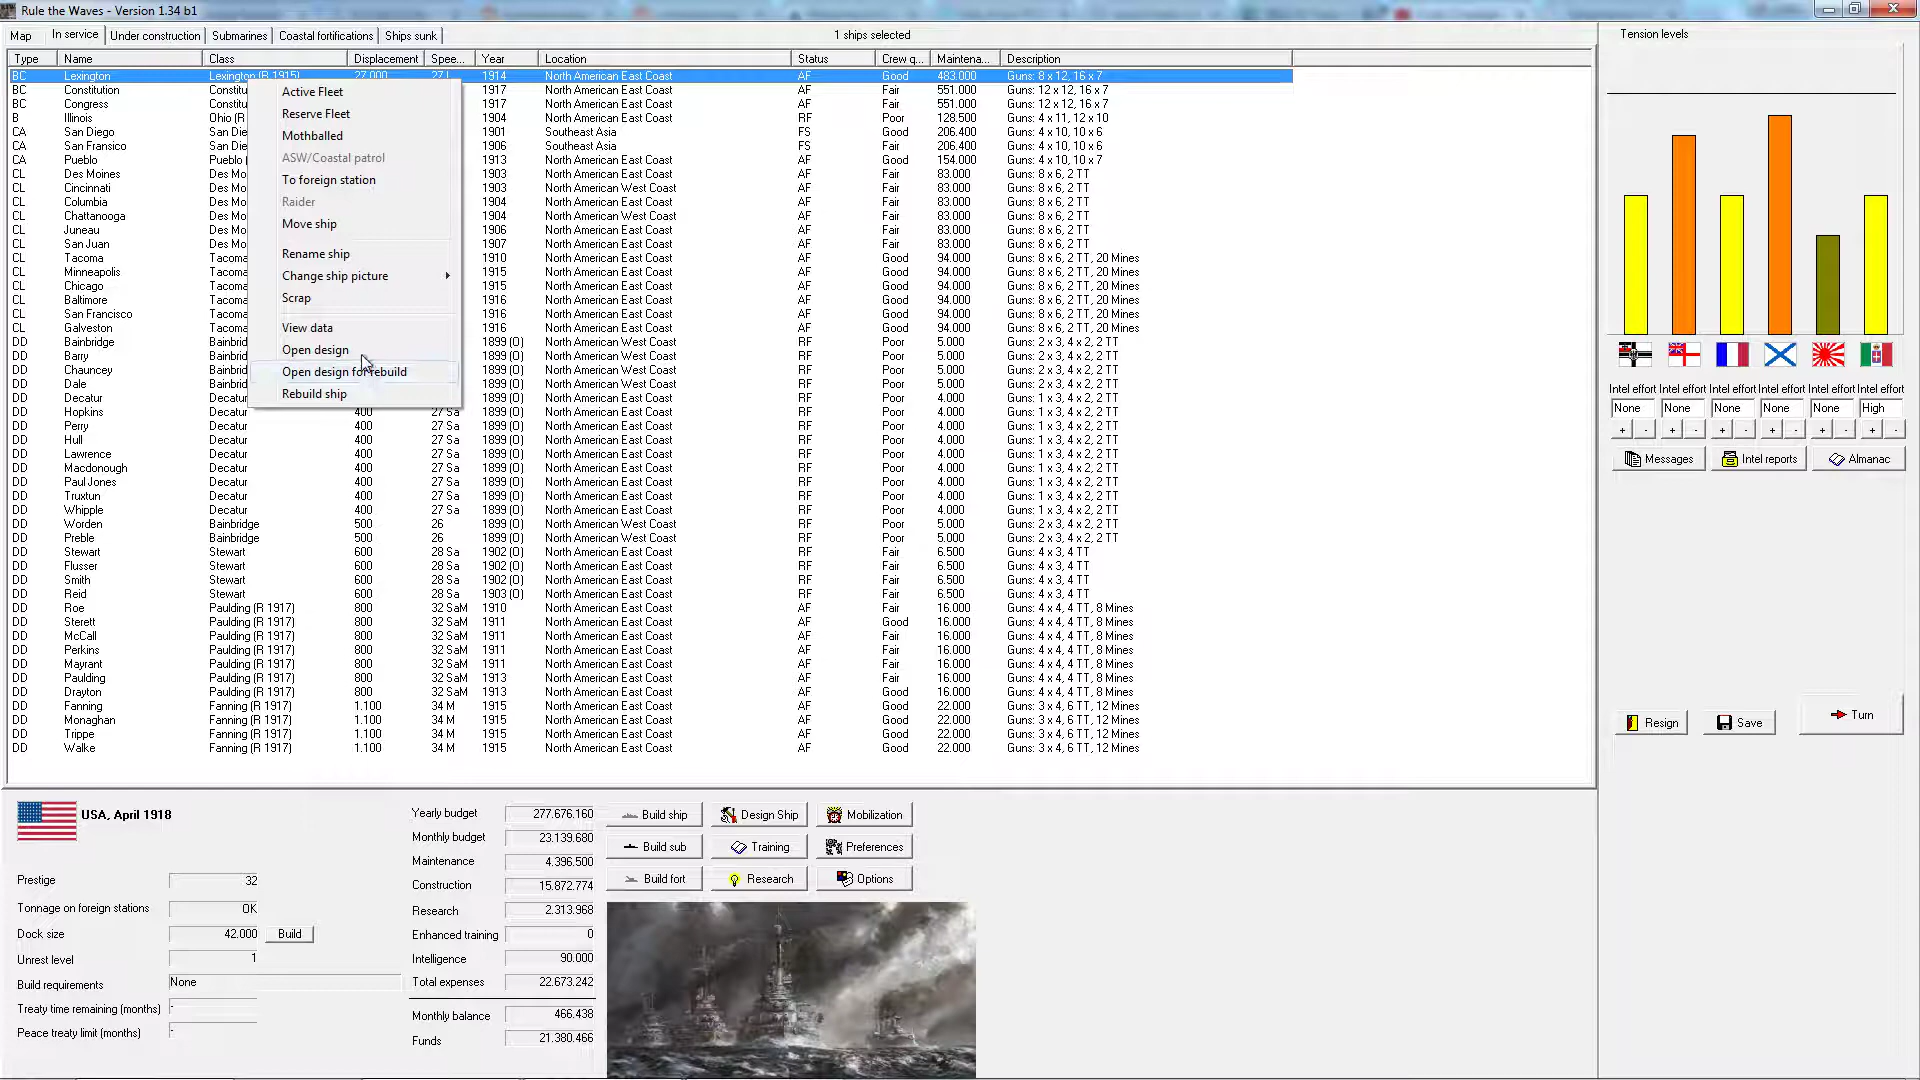 Rule the Waves - Version 1.34 b1
Map In service Under construction Submarines Coastal fortifications Ships sunk 1 ships selected Tension levels
Type Name Class Displacement Spee... Year Location Status Crew q... Maintena... Description
BC Lexington Lexington (R 1915) 27.000 27 L 1914 North American East Coast AF Good 483.000 Guns: 8 x 12, 16 x 7
BC Constitution Constitu 1917 North American East Coast AF Fair 551.000 Guns: 12 x 12, 16 x 7
BC Congress Constitu 1917 North American East Coast AF Fair 551.000 Guns: 12 x 12, 16 x 7
B Illinois Ohio (R 1904 North American East Coast RF Poor 128.500 Guns: 4 x 11, 12 x 10
CA San Diego San Die 1901 Southeast Asia FS Good 206.400 Guns: 4 x 10, 10 x 6
CA San Fransico San Die 1906 Southeast Asia FS Fair 206.400 Guns: 4 x 10, 10 x 6
CA Pueblo Pueblo 1913 North American East Coast AF Good 154.000 Guns: 4 x 10, 10 x 7
CL Des Moines Des Mo 1903 North American East Coast AF Fair 83.000 Guns: 8 x 6, 2 TT
CL Cincinnati Des Mo 1903 North American West Coast AF Fair 83.000 Guns: 8 x 6, 2 TT
CL Columbia Des Mo 1904 North American East Coast AF Fair 83.000 Guns: 8 x 6, 2 TT
CL Chattanooga Des Mo 1904 North American West Coast AF Fair 83.000 Guns: 8 x 6, 2 TT
CL Juneau Des Mo 1906 North American East Coast AF Fair 83.000 Guns: 8 x 6, 2 TT
CL San Juan Des Mo 1907 North American East Coast AF Fair 83.000 Guns: 8 x 6, 2 TT
CL Tacoma Tacoma 1910 North American East Coast AF Good 94.000 Guns: 8 x 6, 2 TT, 20 Mines
CL Minneapolis Tacoma 1915 North American East Coast AF Good 94.000 Guns: 8 x 6, 2 TT, 20 Mines
CL Chicago Tacoma 1915 North American East Coast AF Good 94.000 Guns: 8 x 6, 2 TT, 20 Mines
CL Baltimore Tacoma 1916 North American East Coast AF Good 94.000 Guns: 8 x 6, 2 TT, 20 Mines
CL San Francisco Tacoma 1916 North American East Coast AF Good 94.000 Guns: 8 x 6, 2 TT, 20 Mines
CL Galveston Tacoma 1916 North American East Coast AF Good 94.000 Guns: 8 x 6, 2 TT, 20 Mines
DD Bainbridge Bainbrid 1899 (O) North American West Coast RF Poor 5.000 Guns: 2 x 3, 4 x 2, 2 TT
DD Barry Bainbrid 1899 (O) North American West Coast RF Poor 5.000 Guns: 2 x 3, 4 x 2, 2 TT
DD Chauncey Bainbrid 1899 (O) North American West Coast RF Poor 5.000 Guns: 2 x 3, 4 x 2, 2 TT
DD Dale Bainbrid 1899 (O) North American West Coast RF Poor 5.000 Guns: 2 x 3, 4 x 2, 2 TT
DD Decatur Decatur 1899 (O) North American East Coast RF Poor 4.000 Guns: 1 x 3, 4 x 2, 2 TT
DD Hopkins Decatur 400 27 Sa 1899 (O) North American East Coast RF Poor 4.000 Guns: 1 x 3, 4 x 2, 2 TT
DD Perry Decatur 400 27 Sa 1899 (O) North American East Coast RF Poor 4.000 Guns: 1 x 3, 4 x 2, 2 TT
DD Hull Decatur 400 27 Sa 1899 (O) North American East Coast RF Poor 4.000 Guns: 1 x 3, 4 x 2, 2 TT
DD Lawrence Decatur 400 27 Sa 1899 (O) North American East Coast RF Poor 4.000 Guns: 1 x 3, 4 x 2, 2 TT
DD Macdonough Decatur 400 27 Sa 1899 (O) North American East Coast RF Poor 4.000 Guns: 1 x 3, 4 x 2, 2 TT
DD Paul Jones Decatur 400 27 Sa 1899 (O) North American East Coast RF Poor 4.000 Guns: 1 x 3, 4 x 2, 2 TT
DD Truxtun Decatur 400 27 Sa 1899 (O) North American East Coast RF Poor 4.000 Guns: 1 x 3, 4 x 2, 2 TT
DD Whipple Decatur 400 27 Sa 1899 (O) North American East Coast RF Poor 4.000 Guns: 1 x 3, 4 x 2, 2 TT
DD Worden Bainbridge 500 26 1899 (O) North American West Coast RF Poor 5.000 Guns: 2 x 3, 4 x 2, 2 TT
DD Preble Bainbridge 500 26 1899 (O) North American West Coast RF Poor 5.000 Guns: 2 x 3, 4 x 2, 2 TT
DD Stewart Stewart 600 28 Sa 1902 (O) North American East Coast RF Fair 6.500 Guns: 4 x 3, 4 TT
DD Flusser Stewart 600 28 Sa 1902 (O) North American East Coast RF Fair 6.500 Guns: 4 x 3, 4 TT
DD Smith Stewart 600 28 Sa 1902 (O) North American East Coast RF Fair 6.500 Guns: 4 x 3, 4 TT
DD Reid Stewart 600 28 Sa 1903 (O) North American East Coast RF Fair 6.500 Guns: 4 x 3, 4 TT
DD Roe Paulding (R 1917) 800 32 SaM 1910 North American East Coast AF Fair 16.000 Guns: 4 x 4, 4 TT, 8 Mines
DD Sterett Paulding (R 1917) 800 32 SaM 1911 North American East Coast AF Good 16.000 Guns: 4 x 4, 4 TT, 8 Mines
DD McCall Paulding (R 1917) 800 32 SaM 1911 North American East Coast AF Fair 16.000 Guns: 4 x 4, 4 TT, 8 Mines
DD Perkins Paulding (R 1917) 800 32 SaM 1911 North American East Coast AF Fair 16.000 Guns: 4 x 4, 4 TT, 8 Mines
DD Mayrant Paulding (R 1917) 800 32 SaM 1911 North American East Coast AF Fair 16.000 Guns: 4 x 4, 4 TT, 8 Mines
DD Paulding Paulding (R 1917) 800 32 SaM 1913 North American East Coast AF Fair 16.000 Guns: 4 x 4, 4 TT, 8 Mines
DD Drayton Paulding (R 1917) 800 32 SaM 1913 North American East Coast AF Good 16.000 Guns: 4 x 4, 4 TT, 8 Mines
DD Fanning Fanning (R 1917) 1.100 34 M 1915 North American East Coast AF Good 22.000 Guns: 3 x 4, 6 TT, 12 Mines
DD Monaghan Fanning (R 1917) 1.100 34 M 1915 North American East Coast AF Good 22.000 Guns: 3 x 4, 6 TT, 12 Mines
DD Trippe Fanning (R 1917) 1.100 34 M 1915 North American East Coast AF Good 22.000 Guns: 3 x 4, 6 TT, 12 Mines
DD Walke Fanning (R 1917) 1.100 34 M 1915 North American East Coast AF Good 22.000 Guns: 3 x 4, 6 TT, 12 Mines
Active Fleet
Reserve Fleet
Mothballed
ASW/Coastal patrol
To foreign station
Raider
Move ship
Rename ship
Change ship picture
Scrap
View data
Open design
Open design for rebuild
Rebuild ship
Intel effort Intel effort Intel effort Intel effort Intel effort Intel effort
None None None None None High
+ - + - + - + - + - + -
Messages Intel reports Almanac
Resign Save Turn
USA, April 1918
Prestige 32
Tonnage on foreign stations OK
Dock size 42.000 Build
Unrest level 1
Build requirements None
Treaty time remaining (months) -
Peace treaty limit (months) -
Yearly budget 277.676.160
Monthly budget 23.139.680
Maintenance 4.396.500
Construction 15.872.774
Research 2.313.968
Enhanced training 0
Intelligence 90.000
Total expenses 22.673.242
Monthly balance 466.438
Funds 21.380.466
Build ship Design Ship Mobilization
Build sub Training Preferences
Build fort Research Options